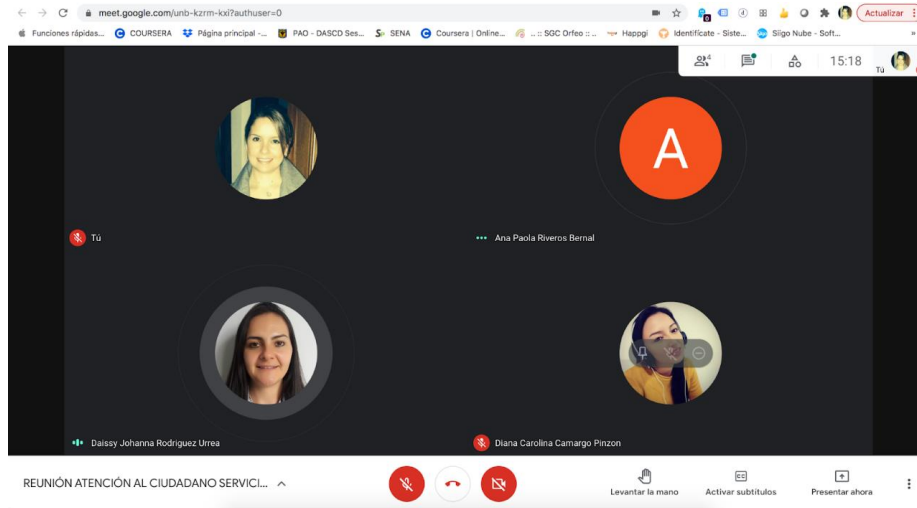 meet.google.com/unb-kzrm-kxi?authuser=0
Actualizar
Funciones rápidas... COURSERA Página principal -... PAO - DASCO Ses... SENA Coursera | Online... .. :: SGC Orfeo :: .. Happgi Identifícate - Siste... Siigo Nube - Soft... »
4 15:18 Tú
A
Tú
Ana Paola Riveros Bernal
Daissy Johanna Rodriguez Urrea
Diana Carolina Camargo Pinzon
REUNIÓN ATENCIÓN AL CIUDADANO SERVICI...
Levantar la mano Activar subtítulos Presentar ahora